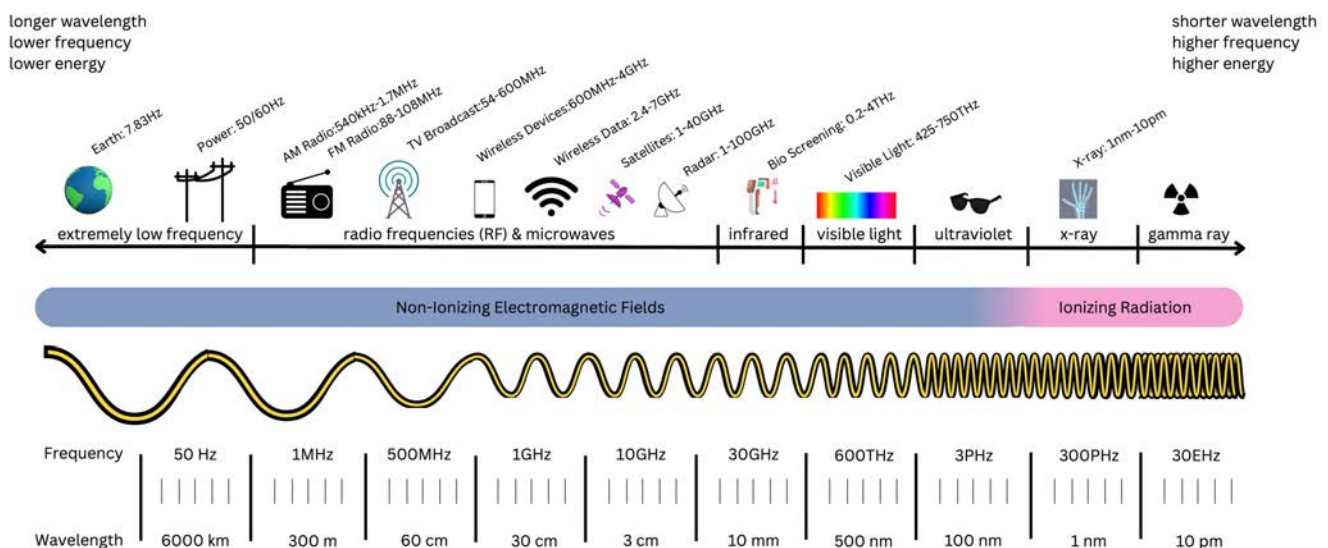 longer wavelength
lower frequency
lower energy
shorter wavelength
higher frequency
higher energy
Earth: 7.83Hz
Power: 50/60Hz
AM Radio:540kHz-1.7MHz
FM Radio:88-108MHz
TV Broadcast:54-600MHz
Wireless Devices:600MHz-4GHz
Wireless Data: 2.4-7GHz
Satellites: 1-40GHz
Radar: 1-100GHz
Bio Screening: 0.2-4THz
Visible Light: 425-750THz
X-ray: 1nm-10pm
extremely low frequency radio frequencies (RF) & microwaves infrared visible light ultraviolet x-ray gamma ray
Non-Ionizing Electromagnetic Fields Ionizing Radiation
Frequency 50 Hz 1MHz 500MHz 1GHz 10GHz 30GHz 600THz 3PHz 300PHz 30EHz
Wavelength 6000 km 300 m 60 cm 30 cm 3 cm 10 mm 500 nm 100 nm 1 nm 10 pm